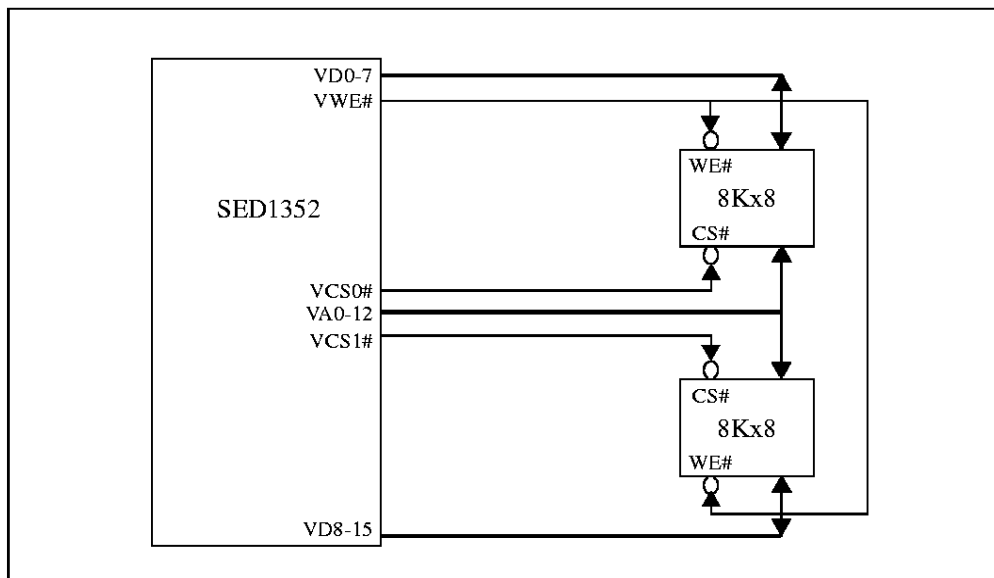 VD0-7
VWE#
SED1352
VCS0#
VA0-12
VCS1#
VD8-15
WE#
8Kx8
CS#
CS#
8Kx8
WE#